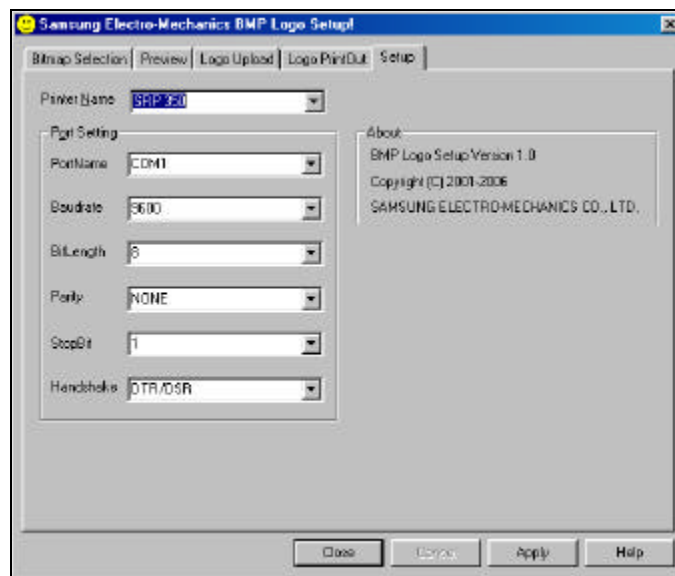 Samsung Electro-Mechanics BMP Logo Setup!
Bitmap Selection Preview Logo Upload Logo PrintOut Setup
Printer Name SRP 350
Port Setting
About
PortName COM1
BMP Logo Setup Version 1.0
Copyright (C) 2001-2006
Baudrate 9600
SAMSUNG ELECTRO-MECHANICS CO., LTD.
BitLength 8
Parity NONE
StopBit 1
Handshake DTR/DSR
Close Cancel Apply Help